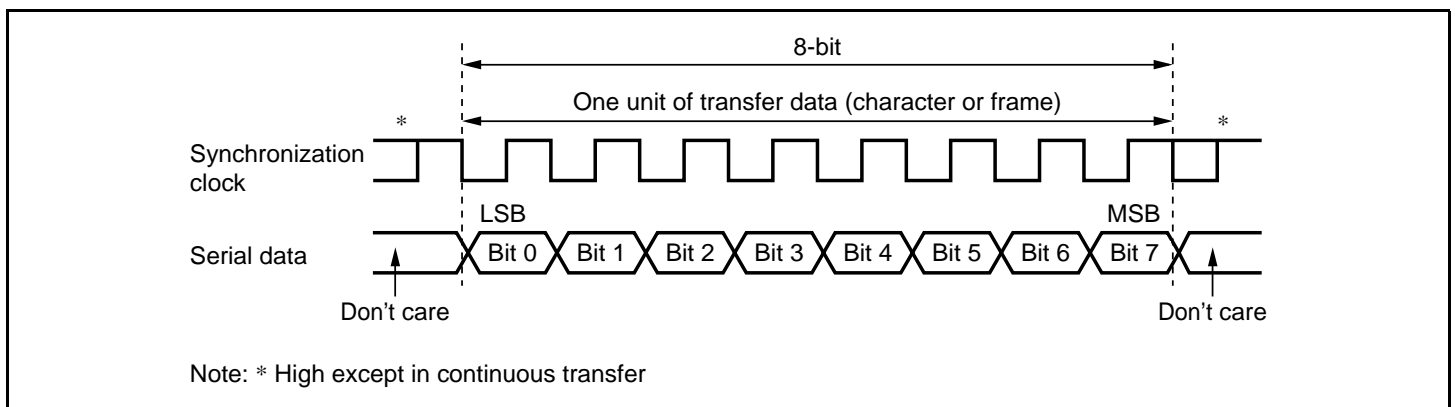 8-bit
One unit of transfer data (character or frame)
* *
Synchronization
clock
LSB MSB
Serial data
Bit 0 Bit 1 Bit 2 Bit 3 Bit 4 Bit 5 Bit 6 Bit 7
Don't care Don't care
Note: * High except in continuous transfer